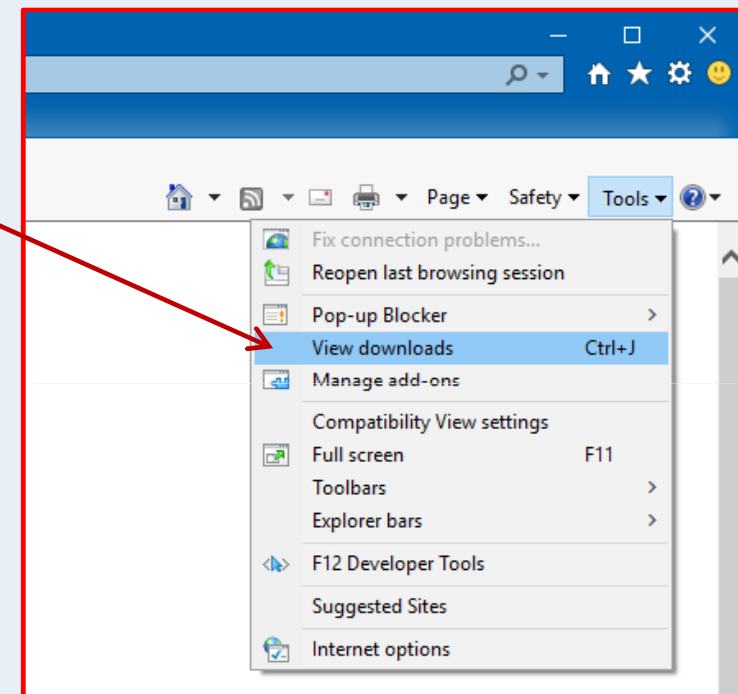 Page Safety Tools
Fix connection problems...
Reopen last browsing session
Pop-up Blocker
View downloads Ctrl+J
Manage add-ons
Compatibility View settings
Full screen F11
Toolbars
Explorer bars
F12 Developer Tools
Suggested Sites
Internet options